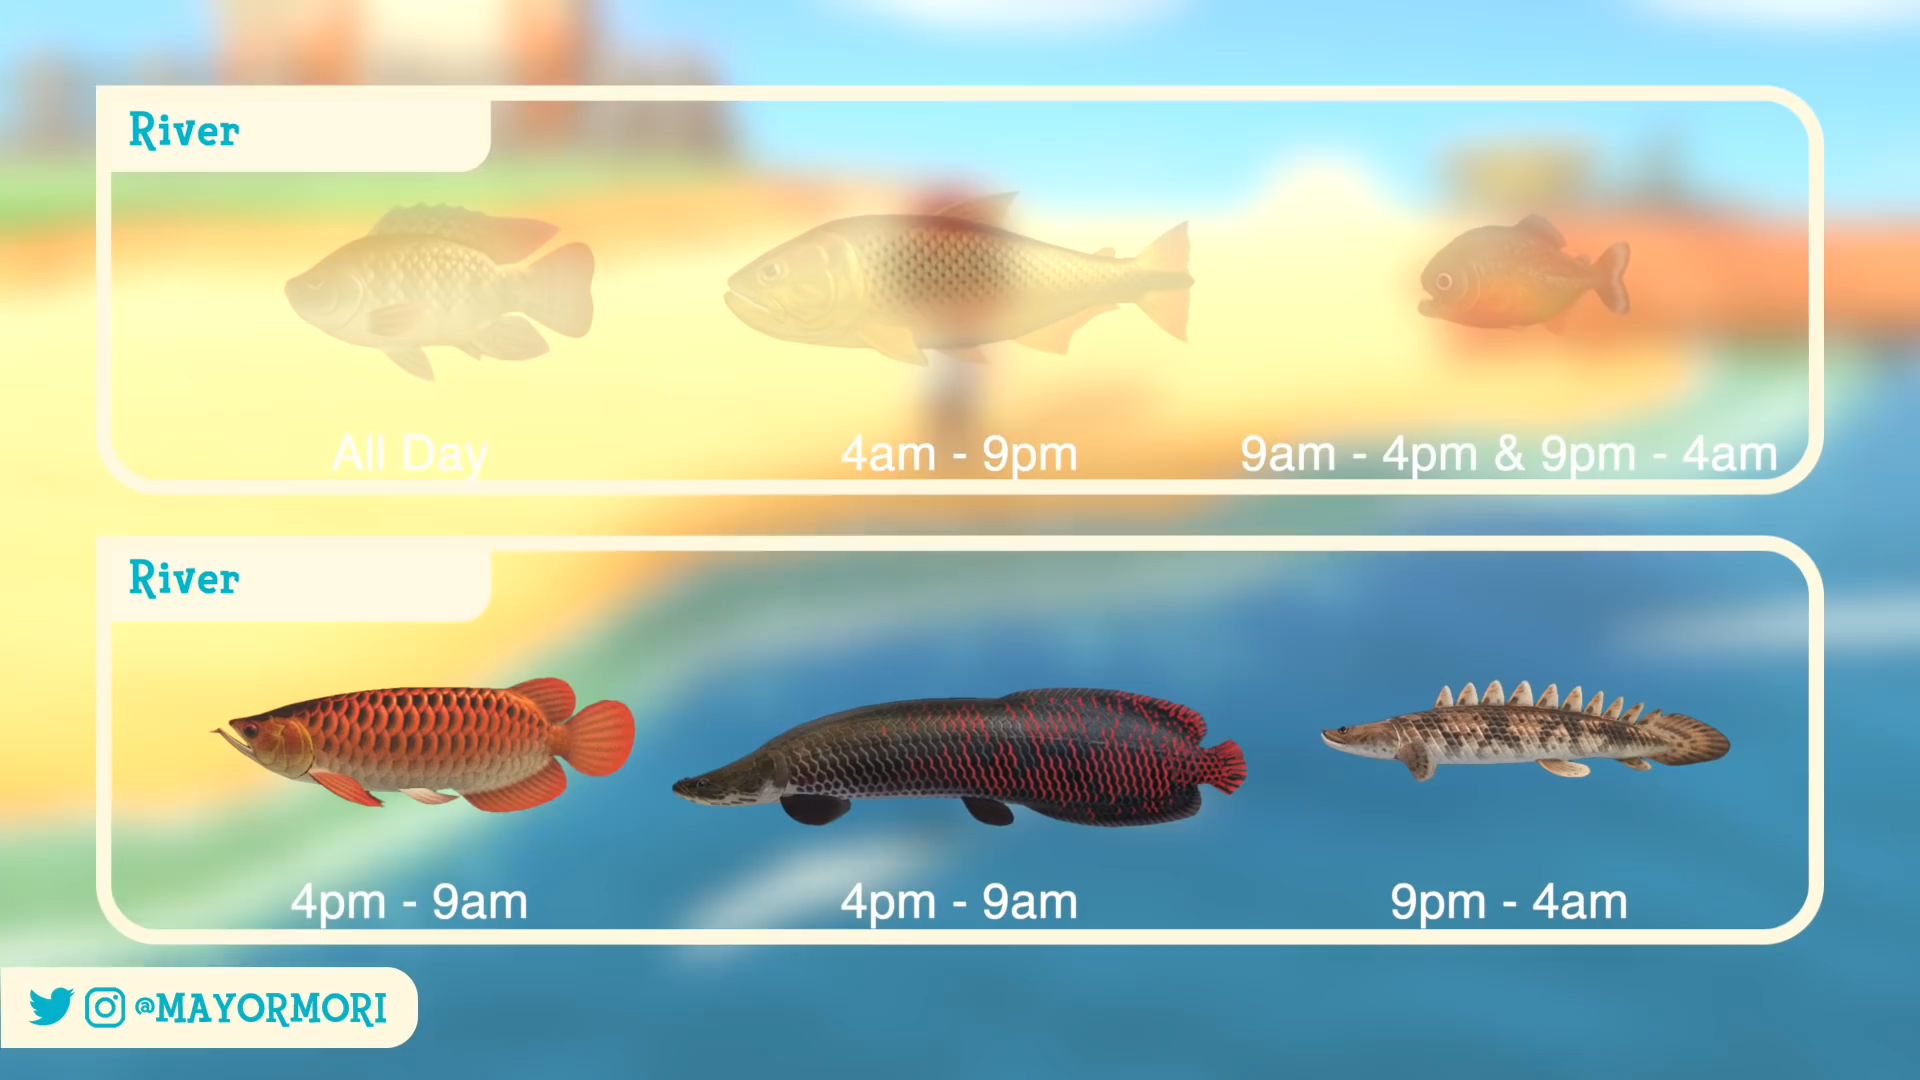 River
All Day
4am - 9pm
9am - 4pm & 9pm - 4am
River
4pm - 9am
4pm - 9am
9pm - 4am
@MAYORMORI